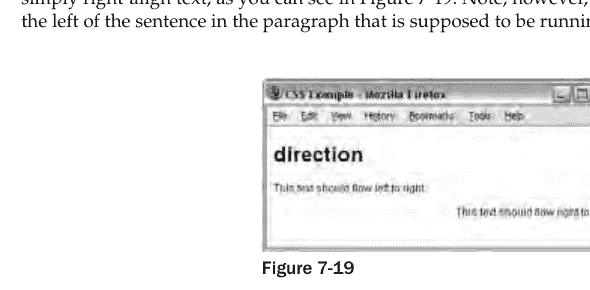 simply right-align text, as you can see in Figure 7-19. Note, however,
the left of the sentence in the paragraph that is supposed to be runnin
CSS Example - Mozilla Firefox
File Edit View History Bookmarks Tools Help
direction
This text should flow left to right.
This text should flow right to
Figure 7-19